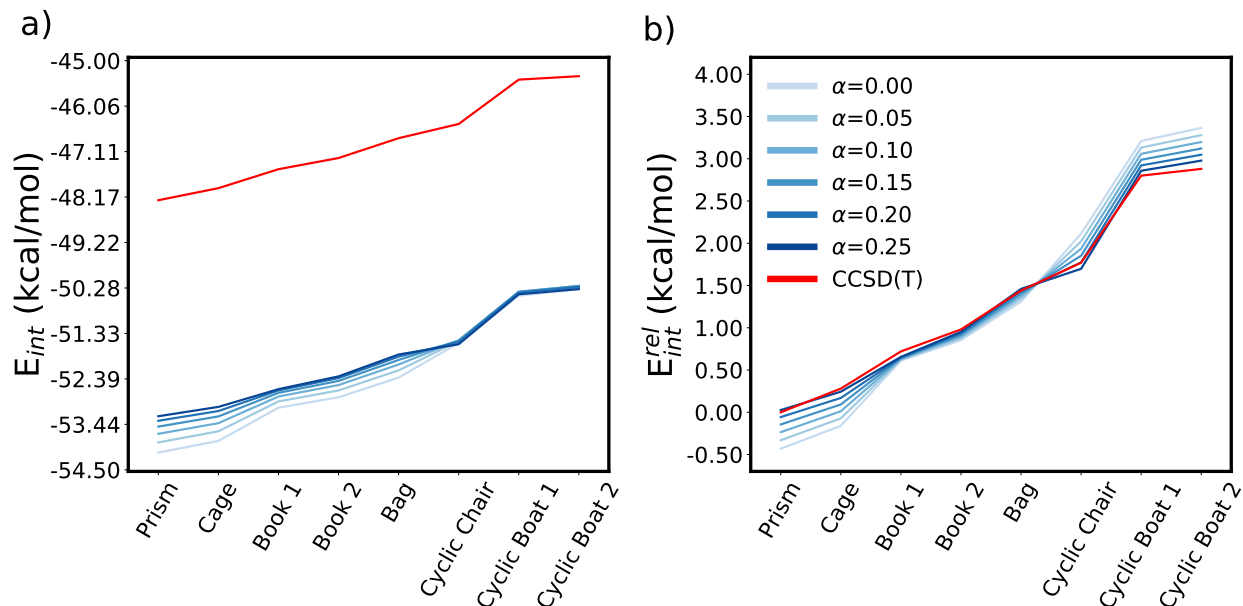 a)
E_int (kcal/mol)
-45.00
-46.06
-47.11
-48.17
-49.22
-50.28
-51.33
-52.39
-53.44
-54.50
Prism
Cage
Book 1
Book 2
Bag
Cyclic Chair
Cyclic Boat 1
Cyclic Boat 2
b)
E^rel_int (kcal/mol)
4.00
3.50
3.00
2.50
2.00
1.50
1.00
0.50
0.00
-0.50
α=0.00
α=0.05
α=0.10
α=0.15
α=0.20
α=0.25
CCSD(T)
Prism
Cage
Book 1
Book 2
Bag
Cyclic Chair
Cyclic Boat 1
Cyclic Boat 2